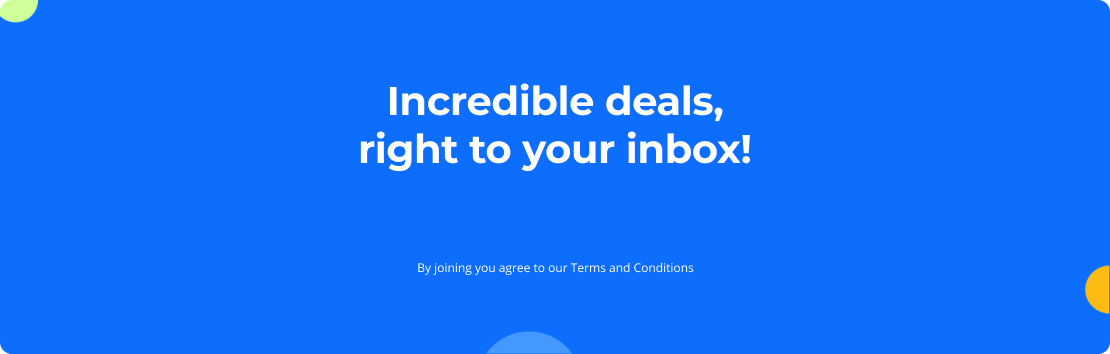 Incredible deals,
right to your inbox!
By joining you agree to our Terms and Conditions